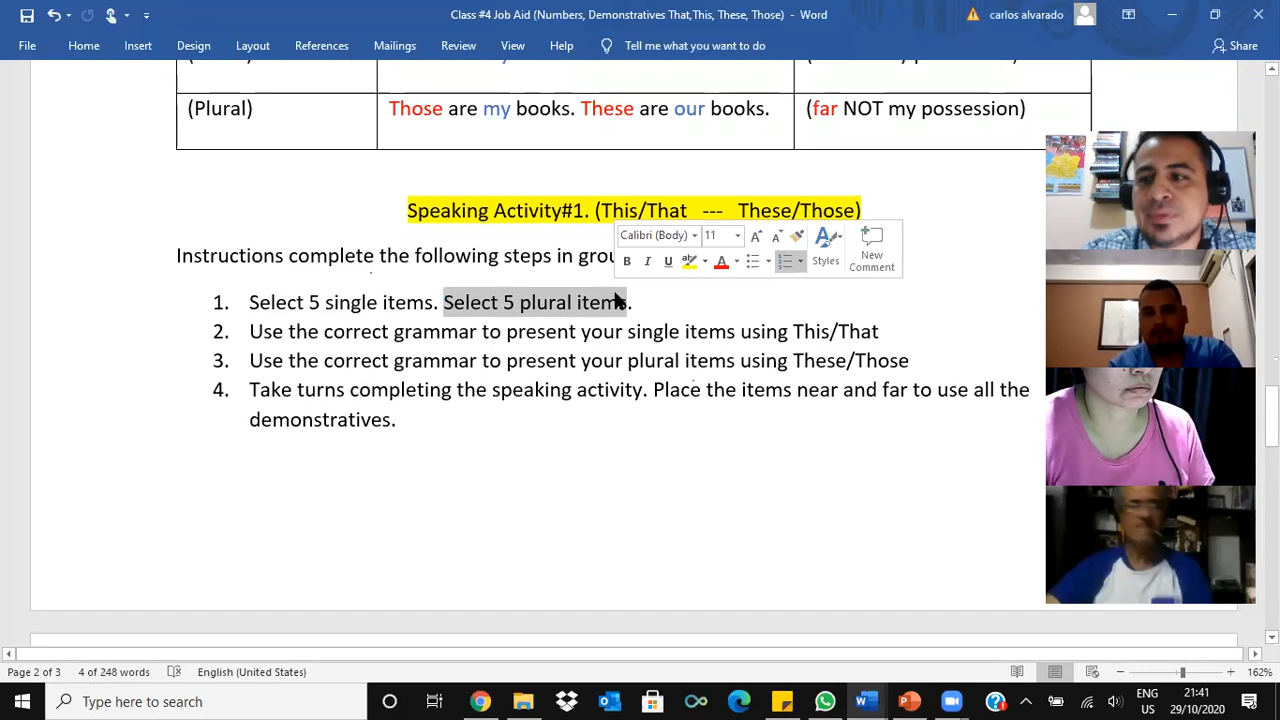 Class #4 Job Aid (Numbers, Demonstratives That,This, These, Those) - Word
carlos alvarado
File Home Insert Design Layout References Mailings Review View Help Tell me what you want to do Share
(Plural) Those are my books. These are our books. (far NOT my possession)
Speaking Activity#1. (This/That --- These/Those)
Calibri (Body) 11
Instructions complete the following steps in grou
B I U A Styles New Comment
1. Select 5 single items. Select 5 plural items.
2. Use the correct grammar to present your single items using This/That
3. Use the correct grammar to present your plural items using These/Those
4. Take turns completing the speaking activity. Place the items near and far to use all the
demonstratives.
Page 2 of 3 4 of 248 words English (United States) 162%
Type here to search
ENG 21:41
US 29/10/2020